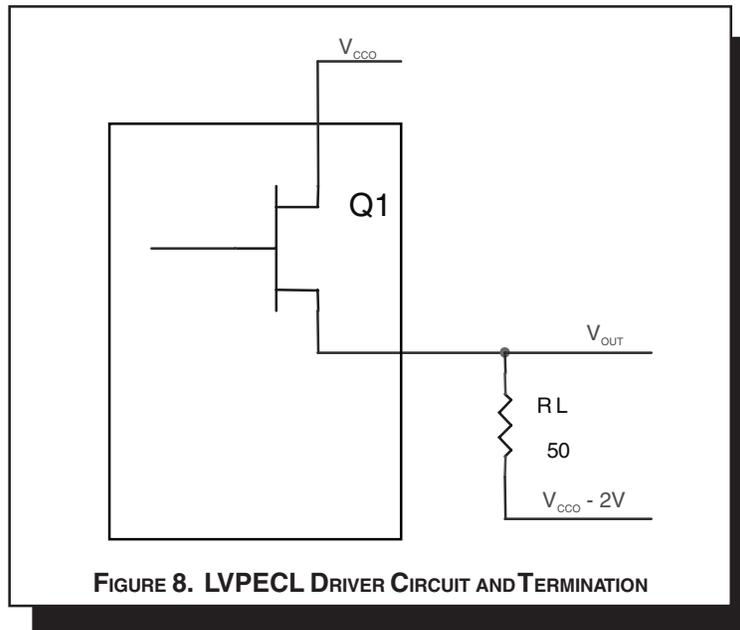 VCCO
Q1
VOUT
RL
50
VCCO - 2V
FIGURE 8. LVPECL DRIVER CIRCUIT AND TERMINATION